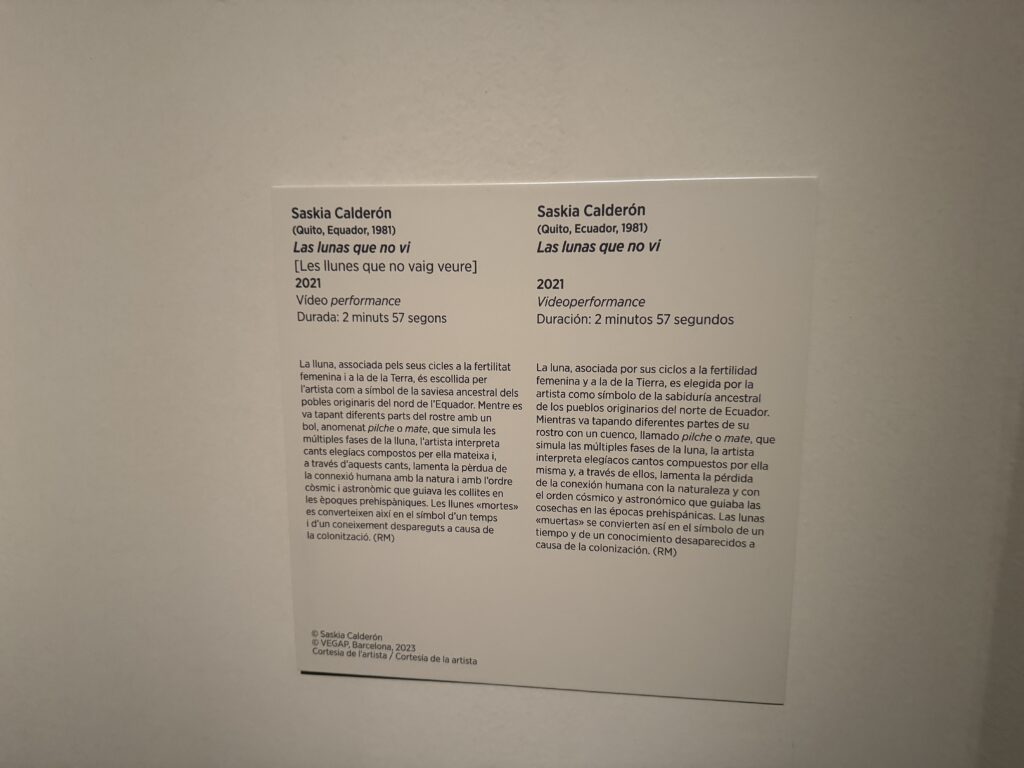 Saskia Calderón
(Quito, Equador, 1981)
Las lunas que no vi
[Les llunes que no vaig veure]
2021
Vídeo performance
Durada: 2 minuts 57 segons
La lluna, associada pels seus cicles a la fertilitat
femenina i a la de la Terra, és escollida per
l'artista com a símbol de la saviesa ancestral dels
pobles originaris del nord de l'Equador. Mentre es
va tapant diferents parts del rostre amb un
bol, anomenat pilche o mate, que simula les
múltiples fases de la lluna, l'artista interpreta
cants elegíacs compostos per ella mateixa i,
a través d'aquests cants, lamenta la pèrdua de
la connexió humana amb la natura i amb l'ordre
còsmic i astronòmic que guiava les collites en
les èpoques prehispàniques. Les llunes «mortes»
es converteixen així en el símbol d'un temps
i d'un coneixement desapareguts a causa de
la colonització. (RM)
© Saskia Calderón
© VEGAP, Barcelona, 2023
Cortesia de l'artista / Cortesía de la artista
Saskia Calderón
(Quito, Ecuador, 1981)
Las lunas que no vi
2021
Videoperformance
Duración: 2 minutos 57 segundos
La luna, asociada por sus ciclos a la fertilidad
femenina y a la de la Tierra, es elegida por la
artista como símbolo de la sabiduría ancestral
de los pueblos originarios del norte de Ecuador.
Mientras va tapando diferentes partes de su
rostro con un cuenco, llamado pilche o mate, que
simula las múltiples fases de la luna, la artista
interpreta elegíacos cantos compuestos por ella
misma y, a través de ellos, lamenta la pérdida
de la conexión humana con la naturaleza y con
el orden cósmico y astronómico que guiaba las
cosechas en las épocas prehispánicas. Las lunas
«muertas» se convierten así en el símbolo de un
tiempo y de un conocimiento desaparecidos a
causa de la colonización. (RM)